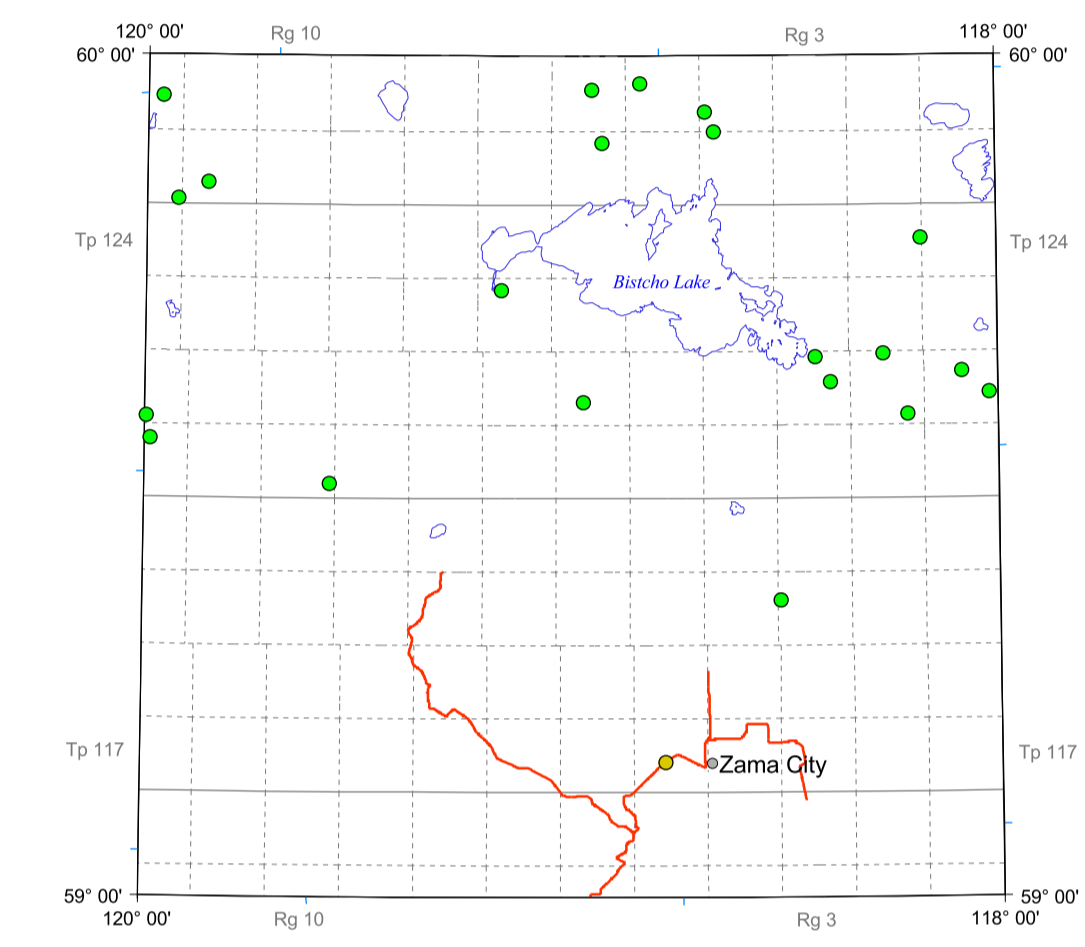 120° 00'
Rg 10
Rg 3
118° 00'
60° 00'
60° 00'
Tp 124
Tp 124
Bistcho Lake
Tp 117
Tp 117
Zama City
59° 00'
59° 00'
120° 00'
Rg 10
Rg 3
118° 00'